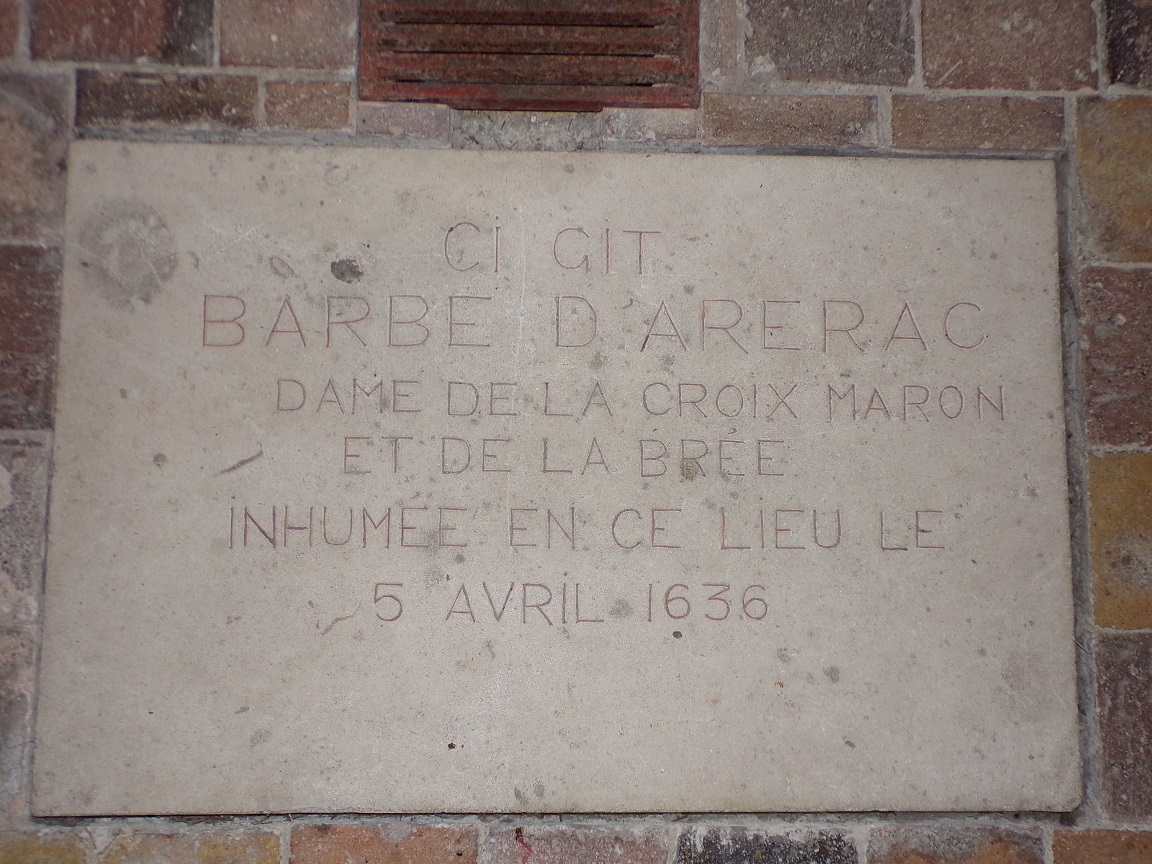 CI GIT
BARBE D'ARERAC
DAME DE LA CROIX MARON
ET DE LA BRÉE
INHUMÉE EN CE LIEU LE
5 AVRIL 1636